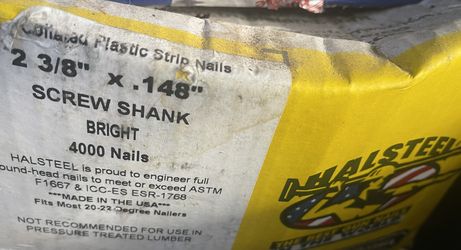 Collated Plastic Strip Nails
2 3/8" x .148"
SCREW SHANK
BRIGHT
4000 Nails
HALSTEEL is proud to engineer full
round-head nails to meet or exceed ASTM
F1667 & ICC-ES ESR-1768
***MADE IN THE USA***
Fits Most 20-22 Degree Nailers
NOT RECOMMENDED FOR USE IN
PRESSURE TREATED LUMBER
HALSTEEL